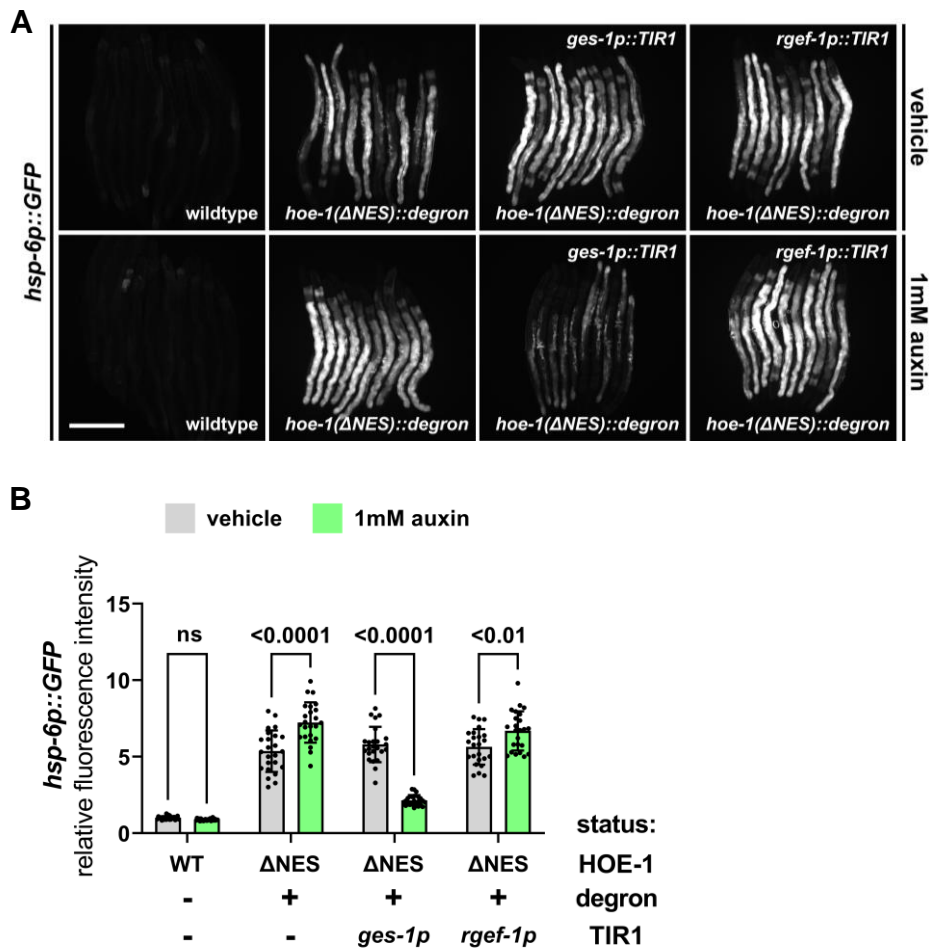 A
hsp-6p::GFP
wildtype
hoe-1(ΔNES)::degron
ges-1p::TIR1
hoe-1(ΔNES)::degron
rgef-1p::TIR1
hoe-1(ΔNES)::degron
vehicle
wildtype
hoe-1(ΔNES)::degron
ges-1p::TIR1
hoe-1(ΔNES)::degron
rgef-1p::TIR1
hoe-1(ΔNES)::degron
1mM auxin
B
vehicle 1mM auxin
hsp-6p::GFP
relative fluorescence intensity
15
10
5
0
ns <0.0001 <0.0001 <0.01
status:
WT ΔNES ΔNES ΔNES HOE-1
- + + + degron
- - ges-1p rgef-1p TIR1